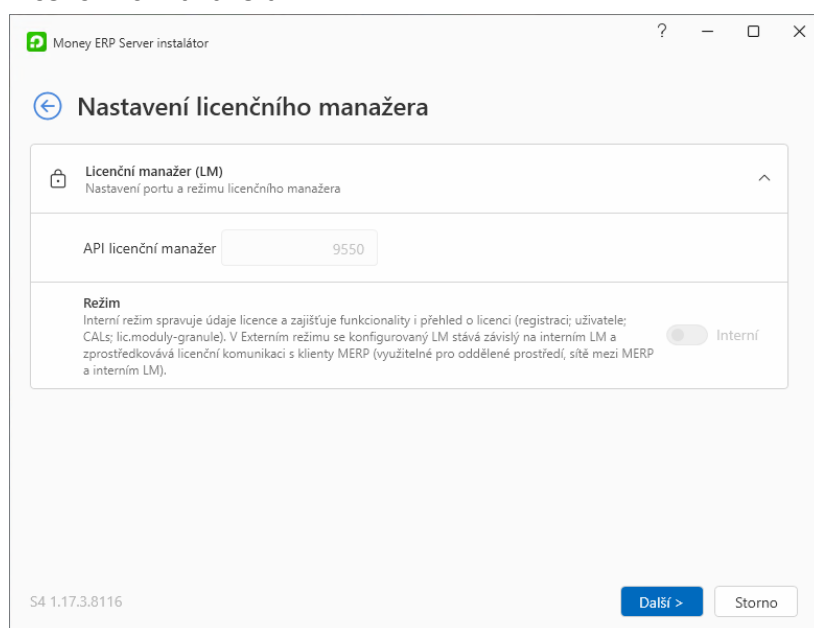 Money ERP Server instalátor
?
Nastavení licenčního manažera
Licenční manažer (LM)
Nastavení portu a režimu licenčního manažera
API licenční manažer 9550
Režim
Interní režim spravuje údaje licence a zajišťuje funkcionality i přehled o licenci (registraci; uživatele;
CALs; lic.moduly-granule). V Externím režimu se konfigurovaný LM stává závislý na interním LM a
zprostředkovává licenční komunikaci s klienty MERP (využitelné pro oddělené prostředí, sítě mezi MERP
a interním LM).
Interní
S4 1.17.3.8116
Další >
Storno